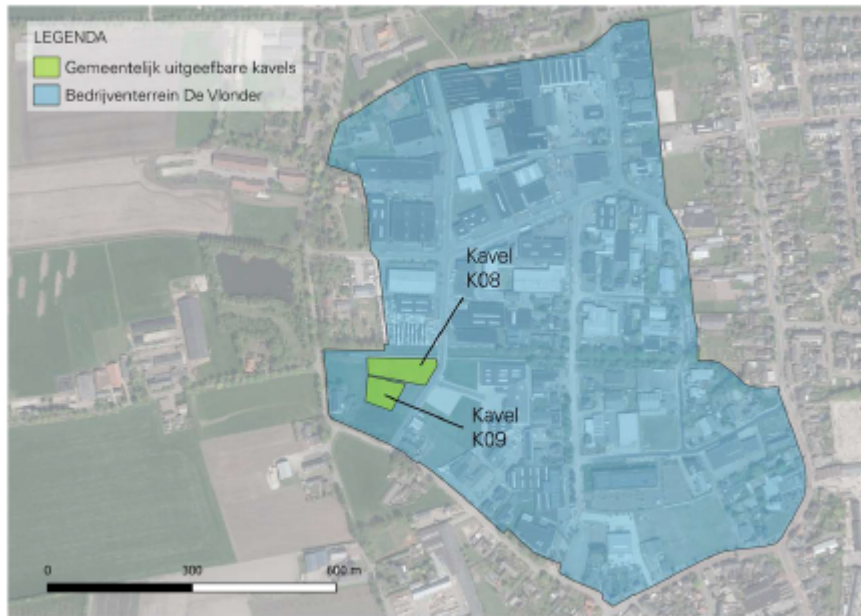 LEGENDA
Gemeentelijk uitgeefbare kavels
Bedrijventerrein De Vlonder
Kavel
K08
Kavel
K09
0
300
600 m